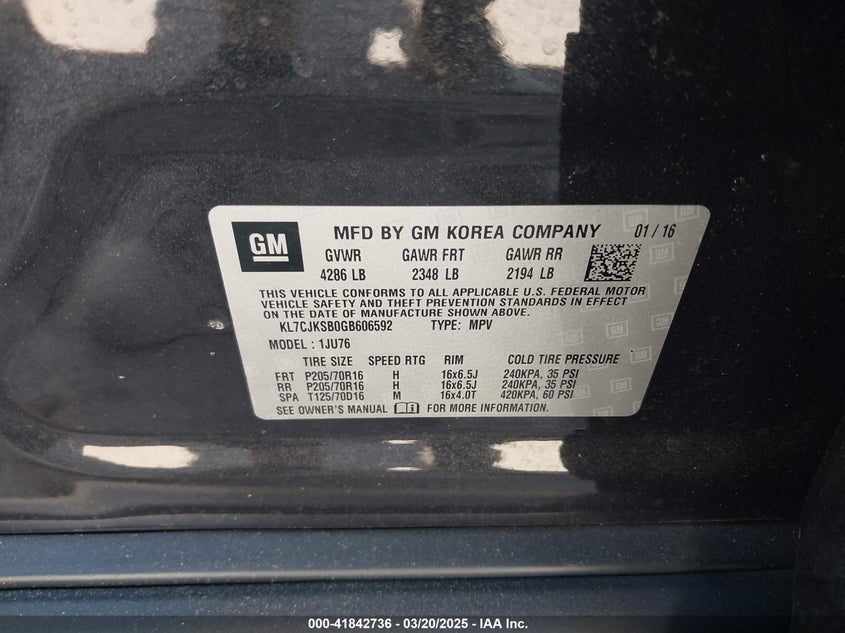 GM
MFD BY GM KOREA COMPANY 01/16
GVWR GAWR FRT GAWR RR
4286 LB 2348 LB 2194 LB
THIS VEHICLE CONFORMS TO ALL APPLICABLE U.S. FEDERAL MOTOR
VEHICLE SAFETY AND THEFT PREVENTION STANDARDS IN EFFECT
ON THE DATE OF MANUFACTURE SHOWN ABOVE.
KL7CJKSB0GB606592 TYPE: MPV
MODEL: 1JU76
TIRE SIZE SPEED RTG RIM COLD TIRE PRESSURE
FRT P205/70R16 H 16x6.5J 240KPA, 35 PSI
RR P205/70R16 H 16x6.5J 240KPA, 35 PSI
SPA T125/70D16 M 16x4.0T 420KPA, 60 PSI
SEE OWNER'S MANUAL FOR MORE INFORMATION.
000-41842736 - 03/20/2025 - IAA Inc.